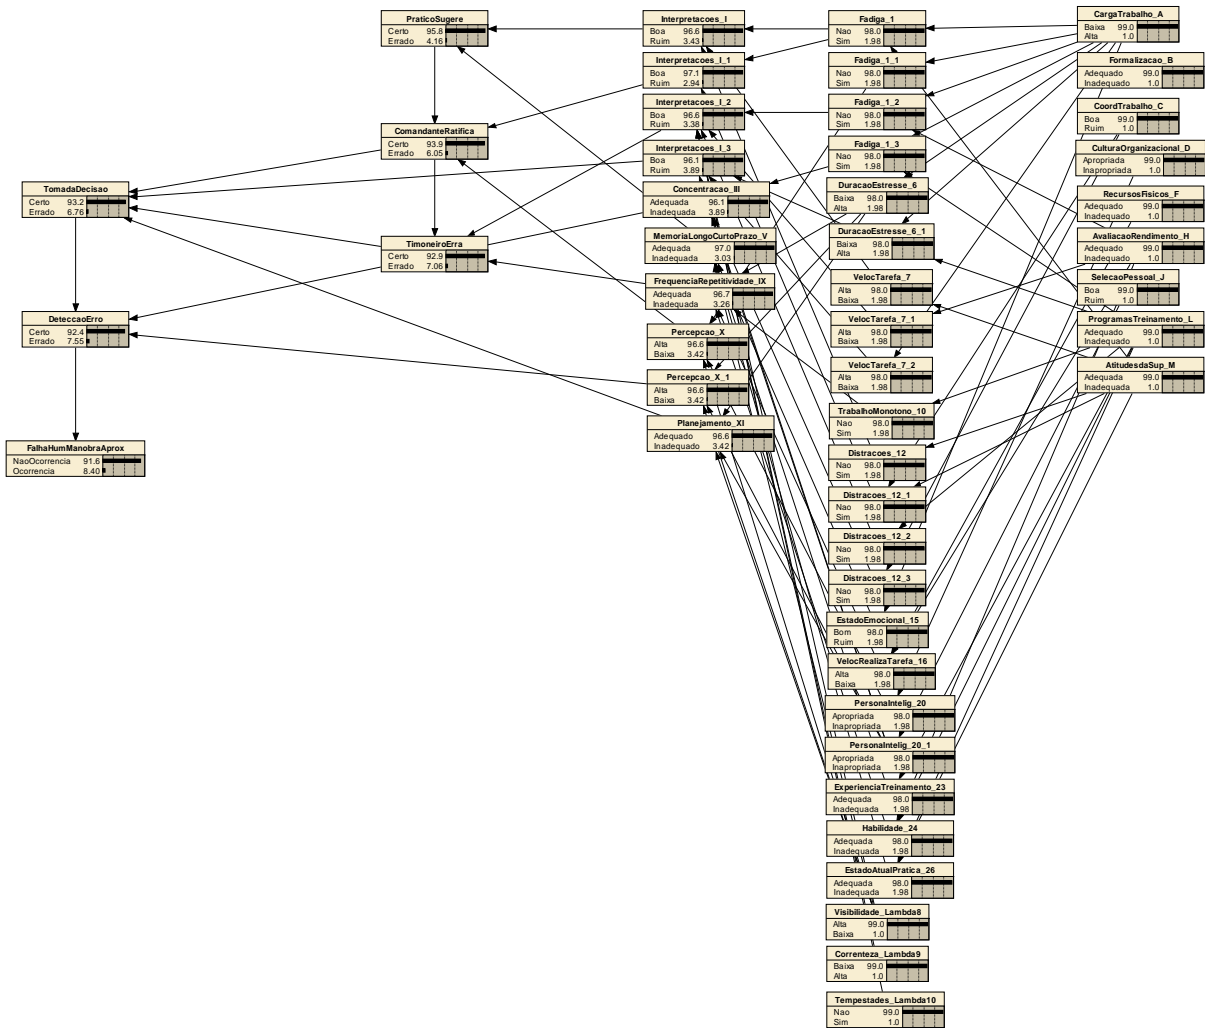 PraticoSugere
Certo 95.8
Errado 4.16
ComandanteRatifica
Certo 93.9
Errado 6.05
TomadaDecisao
Certo 93.2
Errado 6.76
TimoneiroErra
Certo 92.9
Errado 7.06
DeteccaoErro
Certo 92.4
Errado 7.55
FalhaHumManobraAprox
NaoOcorrencia 91.6
Ocorrencia 8.40
Interpretacoes_I
Boa 96.6
Ruim 3.43
Interpretacoes_I_1
Boa 97.1
Ruim 2.94
Interpretacoes_I_2
Boa 96.6
Ruim 3.38
Interpretacoes_I_3
Boa 96.1
Ruim 3.89
Concentracao_III
Adequada 96.1
Inadequada 3.89
MemoriaLongoCurtoPrazo_V
Adequada 97.0
Inadequada 3.03
FrequenciaRepetitividade_IX
Adequada 96.7
Inadequada 3.26
Percepcao_X
Alta 96.6
Baixa 3.42
Percepcao_X_1
Alta 96.6
Baixa 3.42
Planejamento_XI
Adequado 96.6
Inadequado 3.42
Fadiga_1
Nao 98.0
Sim 1.98
Fadiga_1_1
Nao 98.0
Sim 1.98
Fadiga_1_2
Nao 98.0
Sim 1.98
Fadiga_1_3
Nao 98.0
Sim 1.98
DuracaoEstresse_6
Baixa 98.0
Alta 1.98
DuracaoEstresse_6_1
Baixa 98.0
Alta 1.98
VelocTarefa_7
Alta 98.0
Baixa 1.98
VelocTarefa_7_1
Alta 98.0
Baixa 1.98
VelocTarefa_7_2
Alta 98.0
Baixa 1.98
TrabalhoMonotono_10
Nao 98.0
Sim 1.98
Distracoes_12
Nao 98.0
Sim 1.98
Distracoes_12_1
Nao 98.0
Sim 1.98
Distracoes_12_2
Nao 98.0
Sim 1.98
Distracoes_12_3
Nao 98.0
Sim 1.98
EstadoEmocional_15
Bom 98.0
Ruim 1.98
VelocRealizaTarefa_16
Alta 98.0
Baixa 1.98
PersonaIntelig_20
Apropriada 98.0
Inapropriada 1.98
PersonaIntelig_20_1
Apropriada 98.0
Inapropriada 1.98
ExperienciaTreinamento_23
Adequada 98.0
Inadequada 1.98
Habilidade_24
Adequada 98.0
Inadequada 1.98
EstadoAtualPratica_26
Adequada 98.0
Inadequada 1.98
Visibilidade_Lambda8
Alta 99.0
Baixa 1.0
Correnteza_Lambda9
Baixa 99.0
Alta 1.0
Tempestades_Lambda10
Nao 99.0
Sim 1.0
CargaTrabalho_A
Baixa 99.0
Alta 1.0
Formalizacao_B
Adequado 99.0
Inadequado 1.0
CoordTrabalho_C
Boa 99.0
Ruim 1.0
CulturaOrganizacional_D
Apropriada 99.0
Inapropriada 1.0
RecursosFisicos_F
Adequado 99.0
Inadequado 1.0
AvaliacaoRendimento_H
Adequado 99.0
Inadequado 1.0
SelecaoPessoal_J
Boa 99.0
Ruim 1.0
ProgramasTreinamento_L
Adequado 99.0
Inadequado 1.0
AtitudesdaSup_M
Adequada 99.0
Inadequada 1.0